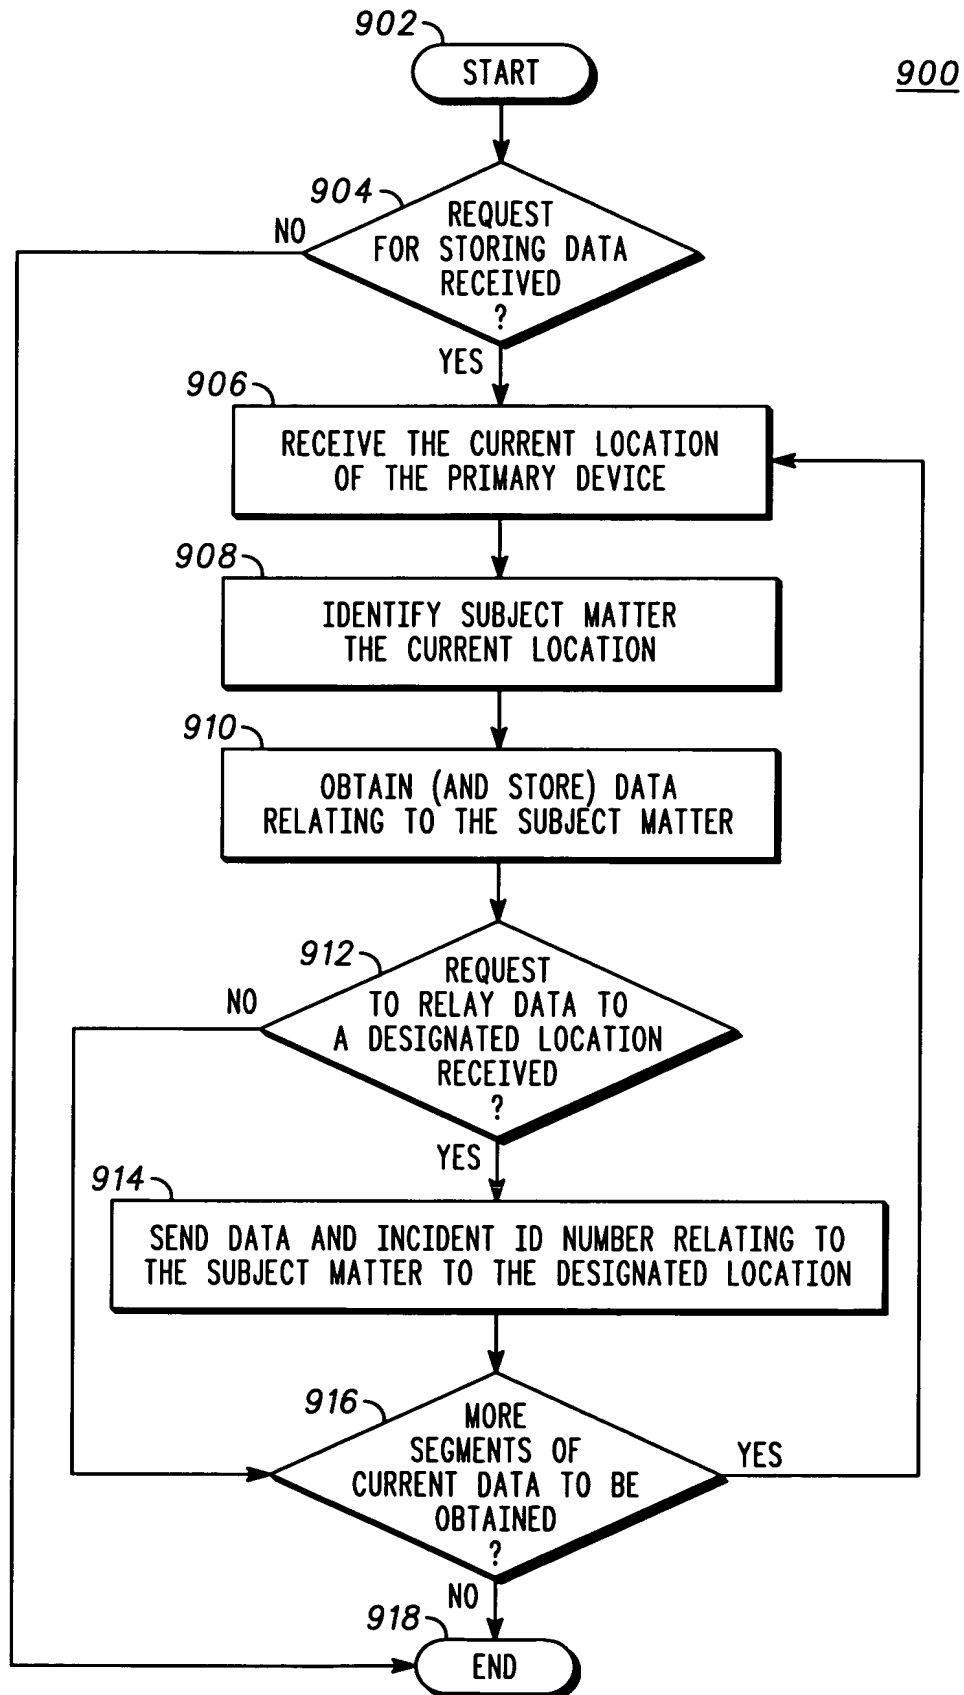 902
START
900
904
NO
REQUEST
FOR STORING DATA
RECEIVED
?
YES
906
RECEIVE THE CURRENT LOCATION
OF THE PRIMARY DEVICE
908
IDENTIFY SUBJECT MATTER
THE CURRENT LOCATION
910
OBTAIN (AND STORE) DATA
RELATING TO THE SUBJECT MATTER
912
NO
REQUEST
TO RELAY DATA TO
A DESIGNATED LOCATION
RECEIVED
?
YES
914
SEND DATA AND INCIDENT ID NUMBER RELATING TO
THE SUBJECT MATTER TO THE DESIGNATED LOCATION
916
MORE
SEGMENTS OF
CURRENT DATA TO BE
OBTAINED
?
YES
NO
918
END